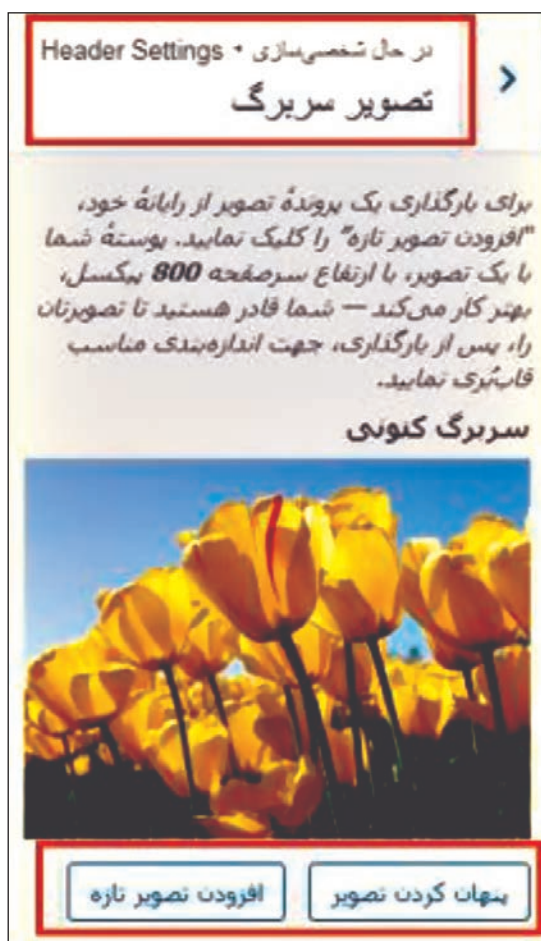 در حال شخصی‌سازی • Header Settings
تصویر سربرگ
برای بارگذاری یک پروندهٔ تصویر از رایانهٔ خود،
"افزودن تصویر تازه" را کلیک نمایید. پوستهٔ شما
با یک تصویر، با ارتفاع سرصفحه 800 پیکسل،
بهتر کار می‌کند — شما قادر هستید تا تصویرتان
را، پس از بارگذاری، جهت اندازه‌بندی مناسب
قاب‌بُری نمایید.
سربرگ کنونی
پنهان کردن تصویر
افزودن تصویر تازه